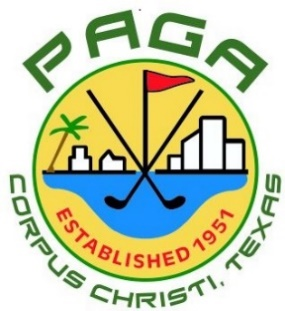 PAGA
ESTABLISHED 1951
CORPUS CHRISTI, TEXAS